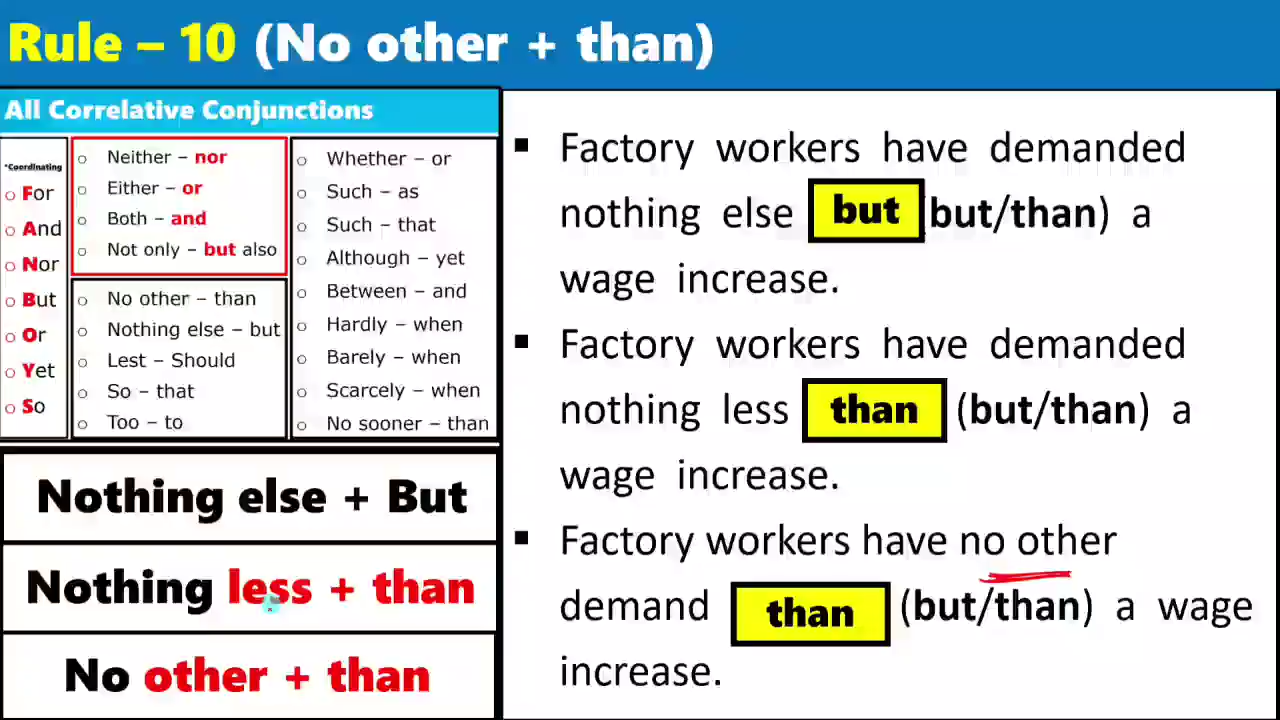 Rule – 10 (No other + than)
All Correlative Conjunctions
*Coordinating
o For
o And
o Nor
o But
o Or
o Yet
o So
o Neither – nor
o Either – or
o Both – and
o Not only – but also
o No other – than
o Nothing else – but
o Lest – Should
o So – that
o Too – to
o Whether – or
o Such – as
o Such – that
o Although – yet
o Between – and
o Hardly – when
o Barely – when
o Scarcely – when
o No sooner – than
Nothing else + But
Nothing less + than
No other + than
▪ Factory workers have demanded
nothing else but (but/than) a
wage increase.
▪ Factory workers have demanded
nothing less than (but/than) a
wage increase.
▪ Factory workers have no other
demand than (but/than) a wage
increase.